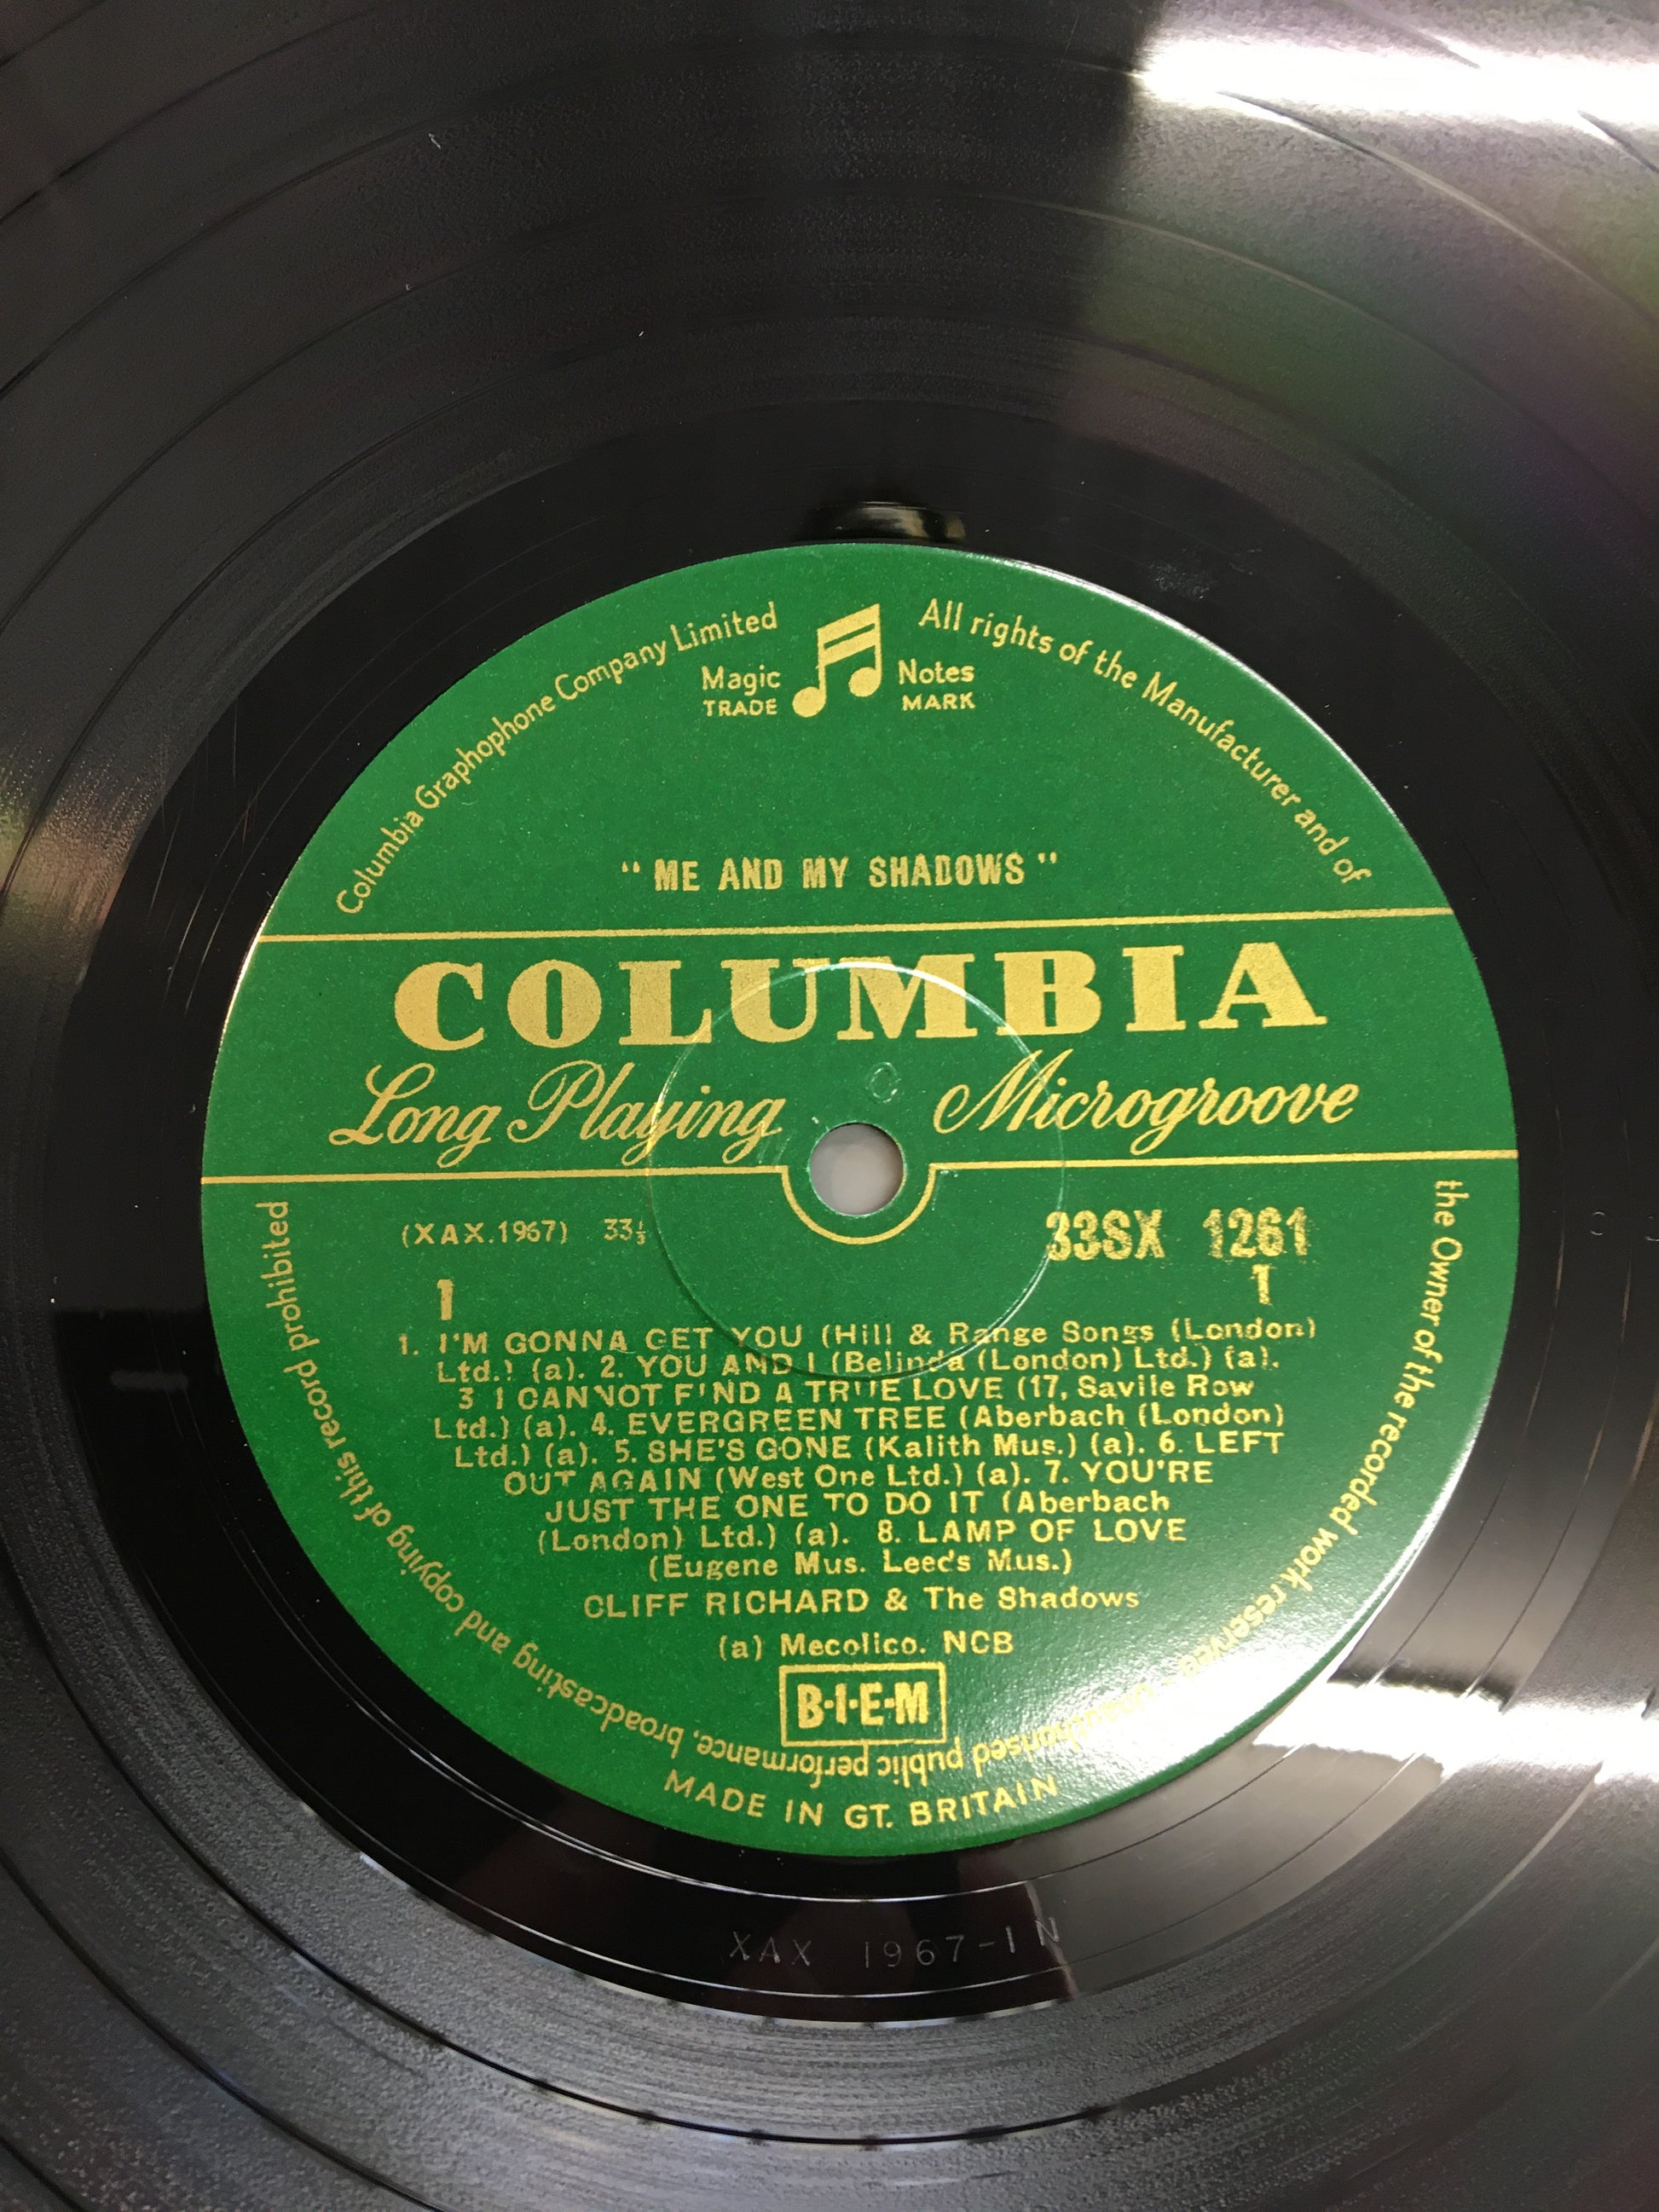 Columbia Graphophone Company Limited
All rights of the Manufacturer and of
the Owner of the recorded work reserved. Unauthorised public performance, broadcasting and copying of this record prohibited
Magic Notes
TRADE MARK
"ME AND MY SHADOWS"
COLUMBIA
Long Playing Microgroove
(XAX.1967) 33⅓ 33SX 1261
1 1
1. I'M GONNA GET YOU (Hill & Range Songs (London)
Ltd.) (a). 2. YOU AND I (Belinda (London) Ltd.) (a).
3 I CANNOT FIND A TRUE LOVE (17, Savile Row
Ltd.) (a). 4. EVERGREEN TREE (Aberbach (London)
Ltd.) (a). 5. SHE'S GONE (Kalith Mus.) (a). 6. LEFT
OUT AGAIN (West One Ltd.) (a). 7. YOU'RE
JUST THE ONE TO DO IT (Aberbach
(London) Ltd.) (a). 8. LAMP OF LOVE
(Eugene Mus. Leeds Mus.)
CLIFF RICHARD & The Shadows
(a) Mecolico. NCB
B·I·E·M
MADE IN GT. BRITAIN
XAX 1967-1N